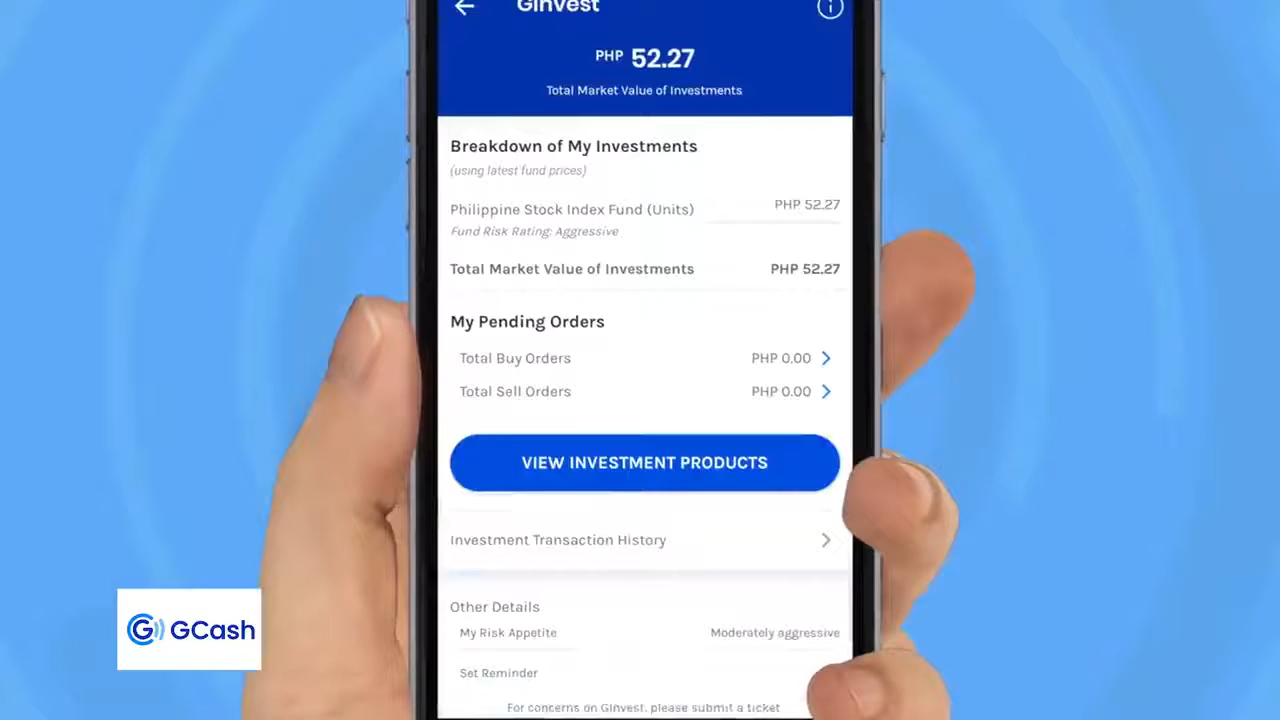 GInvest
PHP 52.27
Total Market Value of Investments
Breakdown of My Investments
(using latest fund prices)
Philippine Stock Index Fund (Units) PHP 52.27
Fund Risk Rating: Aggressive
Total Market Value of Investments PHP 52.27
My Pending Orders
Total Buy Orders PHP 0.00
Total Sell Orders PHP 0.00
VIEW INVESTMENT PRODUCTS
Investment Transaction History
Other Details
My Risk Appetite Moderately aggressive
Set Reminder
For concerns on GInvest, please submit a ticket
GCash